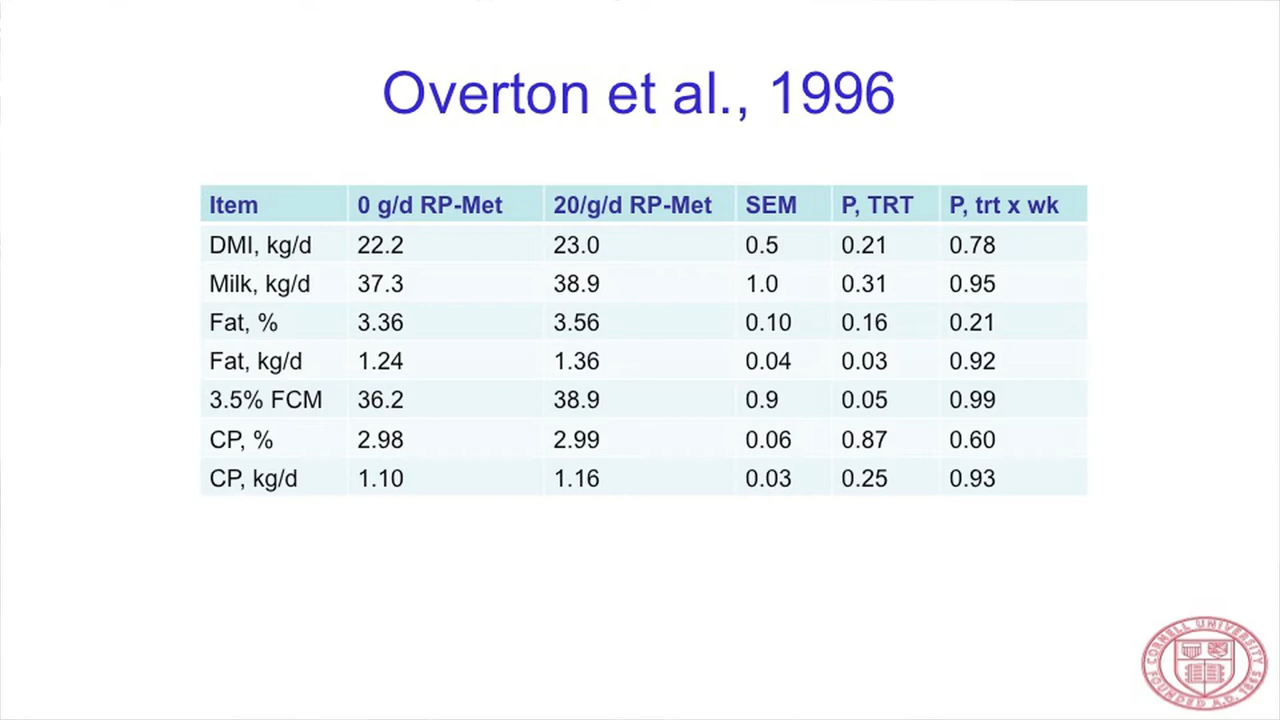 Overton et al., 1996
Item 0 g/d RP-Met 20/g/d RP-Met SEM P, TRT P, trt x wk
DMI, kg/d 22.2 23.0 0.5 0.21 0.78
Milk, kg/d 37.3 38.9 1.0 0.31 0.95
Fat, % 3.36 3.56 0.10 0.16 0.21
Fat, kg/d 1.24 1.36 0.04 0.03 0.92
3.5% FCM 36.2 38.9 0.9 0.05 0.99
CP, % 2.98 2.99 0.06 0.87 0.60
CP, kg/d 1.10 1.16 0.03 0.25 0.93
CORNELL UNIVERSITY
FOUNDED A.D. 1865